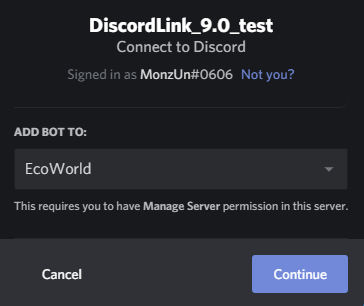 DiscordLink_9.0_test
Connect to Discord
Signed in as MonzUn#0606 Not you?
ADD BOT TO:
EcoWorld
This requires you to have Manage Server permission in this server.
Cancel Continue